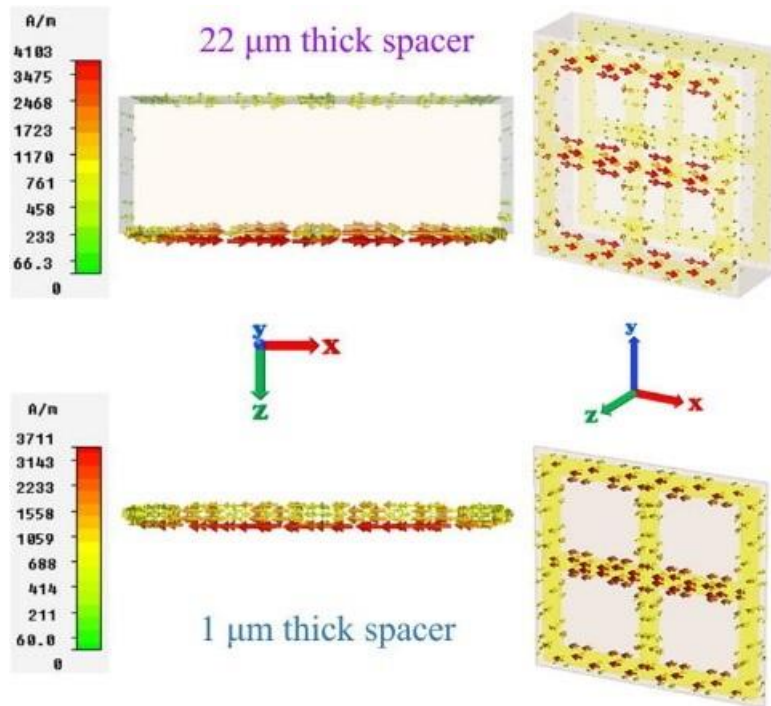 A/m
4103
3475
2468
1723
1170
761
458
233
66.3
0
22 μm thick spacer
y
x
z
y
z
x
A/m
3711
3143
2233
1558
1059
688
414
211
60.0
0
1 μm thick spacer